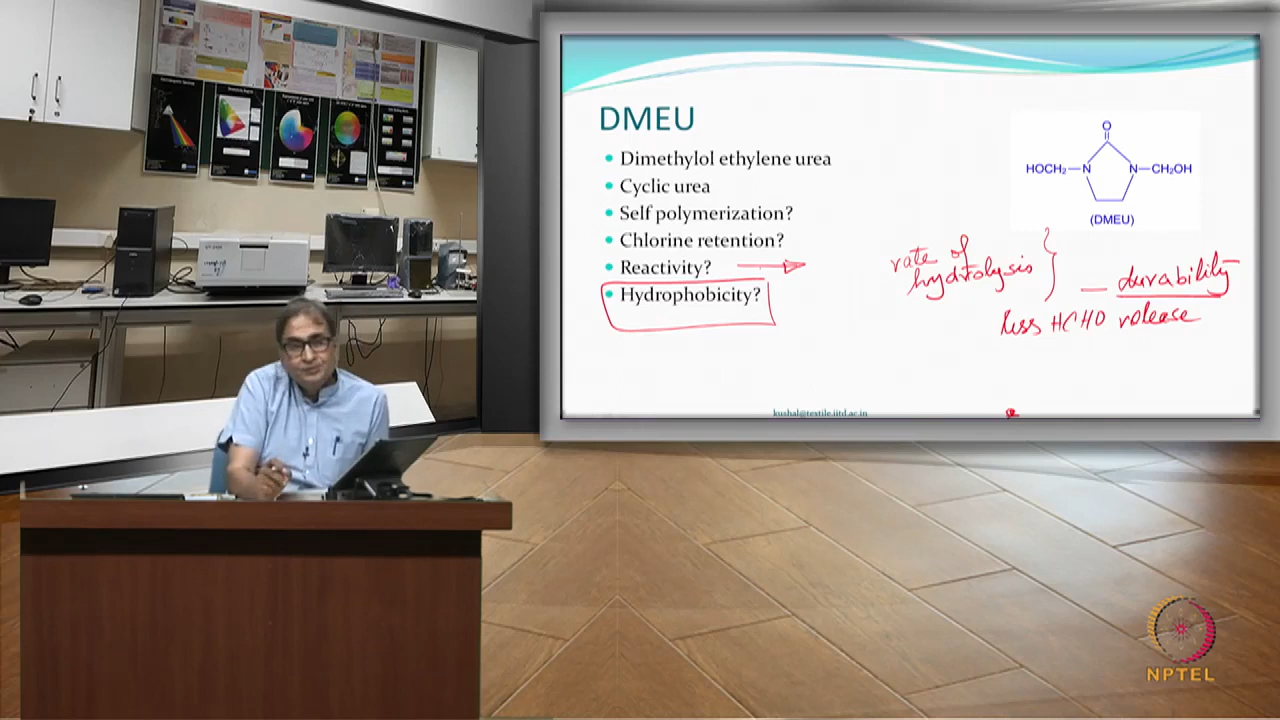 DMEU
• Dimethylol ethylene urea
• Cyclic urea
• Self polymerization?
• Chlorine retention?
• Reactivity?
• Hydrophobicity?
O
HOCH₂ N N CH₂OH
(DMEU)
rate of
hydrolysis
durability
less HCHO release
kushal@textile.iitd.ac.in
NPTEL